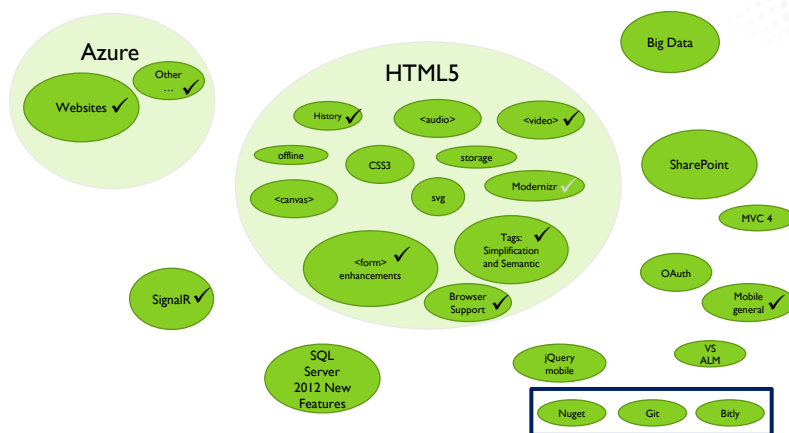 Azure
Websites
Other
…
HTML5
History
<audio>
<video>
offline
CSS3
storage
<canvas>
svg
Modernizr
<form>
enhancements
Tags:
Simplification
and Semantic
Browser
Support
Big Data
SharePoint
MVC 4
OAuth
Mobile
general
VS
ALM
SignalR
SQL
Server
2012 New
Features
jQuery
mobile
Nuget
Git
Bitly